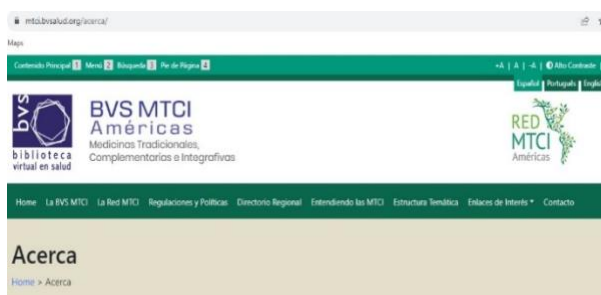 mtci.bvsalud.org/acerca/
Maps
Contenido Principal 1 Menú 2 Búsqueda 3 Pie de Página 4
+A | A | -A | Alto Contraste |
Español Português English
bvs
biblioteca
virtual en salud
BVS MTCI
Américas
Medicinas Tradicionales,
Complementarias e Integrativas
RED
MTCI
Américas
Home La BVS MTCI La Red MTCI Regulaciones y Políticas Directorio Regional Entendiendo las MTCI Estructura Temática Enlaces de Interés Contacto
Acerca
Home > Acerca